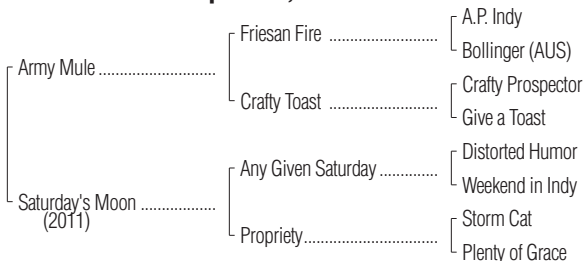 A.P. Indy
Friesan Fire ....................
Bollinger (AUS)
Army Mule ...........................
Crafty Prospector
Crafty Toast ....................
Give a Toast
Distorted Humor
Any Given Saturday ..............
Weekend in Indy
Saturday's Moon .................
(2011)
Storm Cat
Propriety.........................
Plenty of Grace